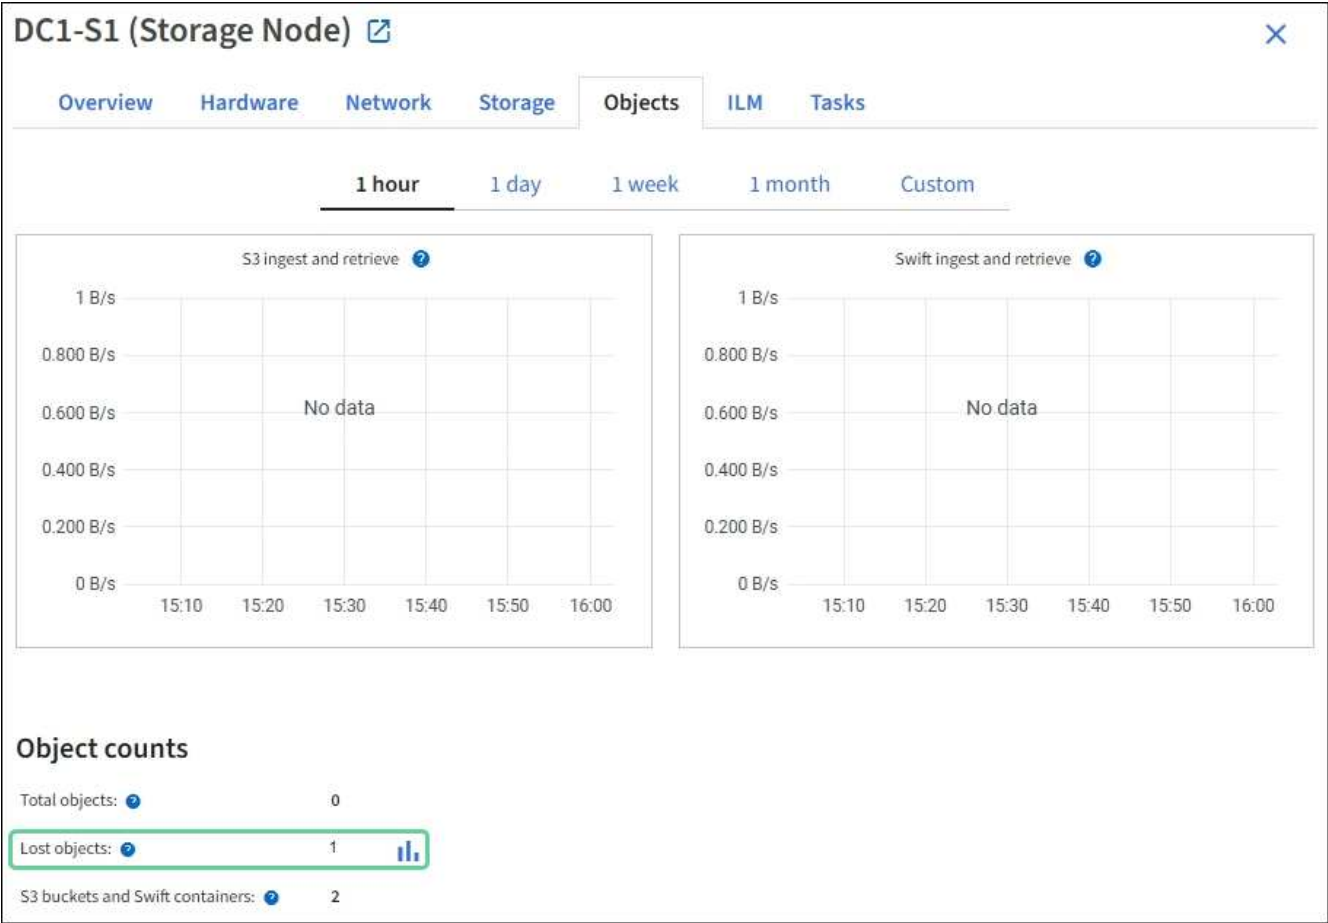 DC1-S1 (Storage Node)
Overview Hardware Network Storage Objects ILM Tasks
1 hour 1 day 1 week 1 month Custom
S3 ingest and retrieve
1 B/s
0.800 B/s
0.600 B/s
No data
0.400 B/s
0.200 B/s
0 B/s
15:10 15:20 15:30 15:40 15:50 16:00
Swift ingest and retrieve
1 B/s
0.800 B/s
0.600 B/s
No data
0.400 B/s
0.200 B/s
0 B/s
15:10 15:20 15:30 15:40 15:50 16:00
Object counts
Total objects: ? 0
Lost objects: ? 1
S3 buckets and Swift containers: ? 2